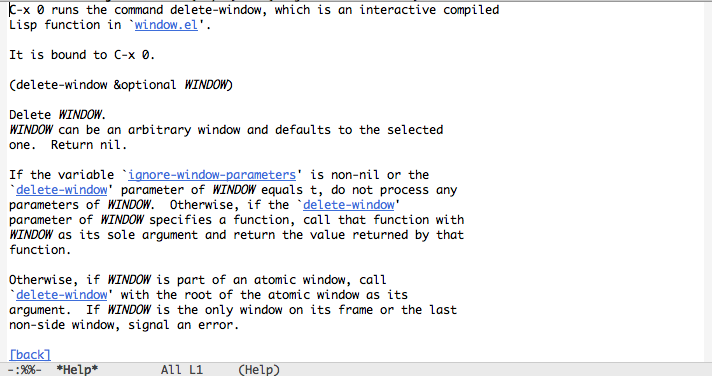 C-x 0 runs the command delete-window, which is an interactive compiled
Lisp function in `window.el'.
It is bound to C-x 0.
(delete-window &optional WINDOW)
Delete WINDOW.
WINDOW can be an arbitrary window and defaults to the selected
one.  Return nil.
If the variable `ignore-window-parameters' is non-nil or the
`delete-window' parameter of WINDOW equals t, do not process any
parameters of WINDOW.  Otherwise, if the `delete-window'
parameter of WINDOW specifies a function, call that function with
WINDOW as its sole argument and return the value returned by that
function.
Otherwise, if WINDOW is part of an atomic window, call
`delete-window' with the root of the atomic window as its
argument.  If WINDOW is the only window on its frame or the last
non-side window, signal an error.
[back]
-:%%-  *Help*        All L1     (Help)